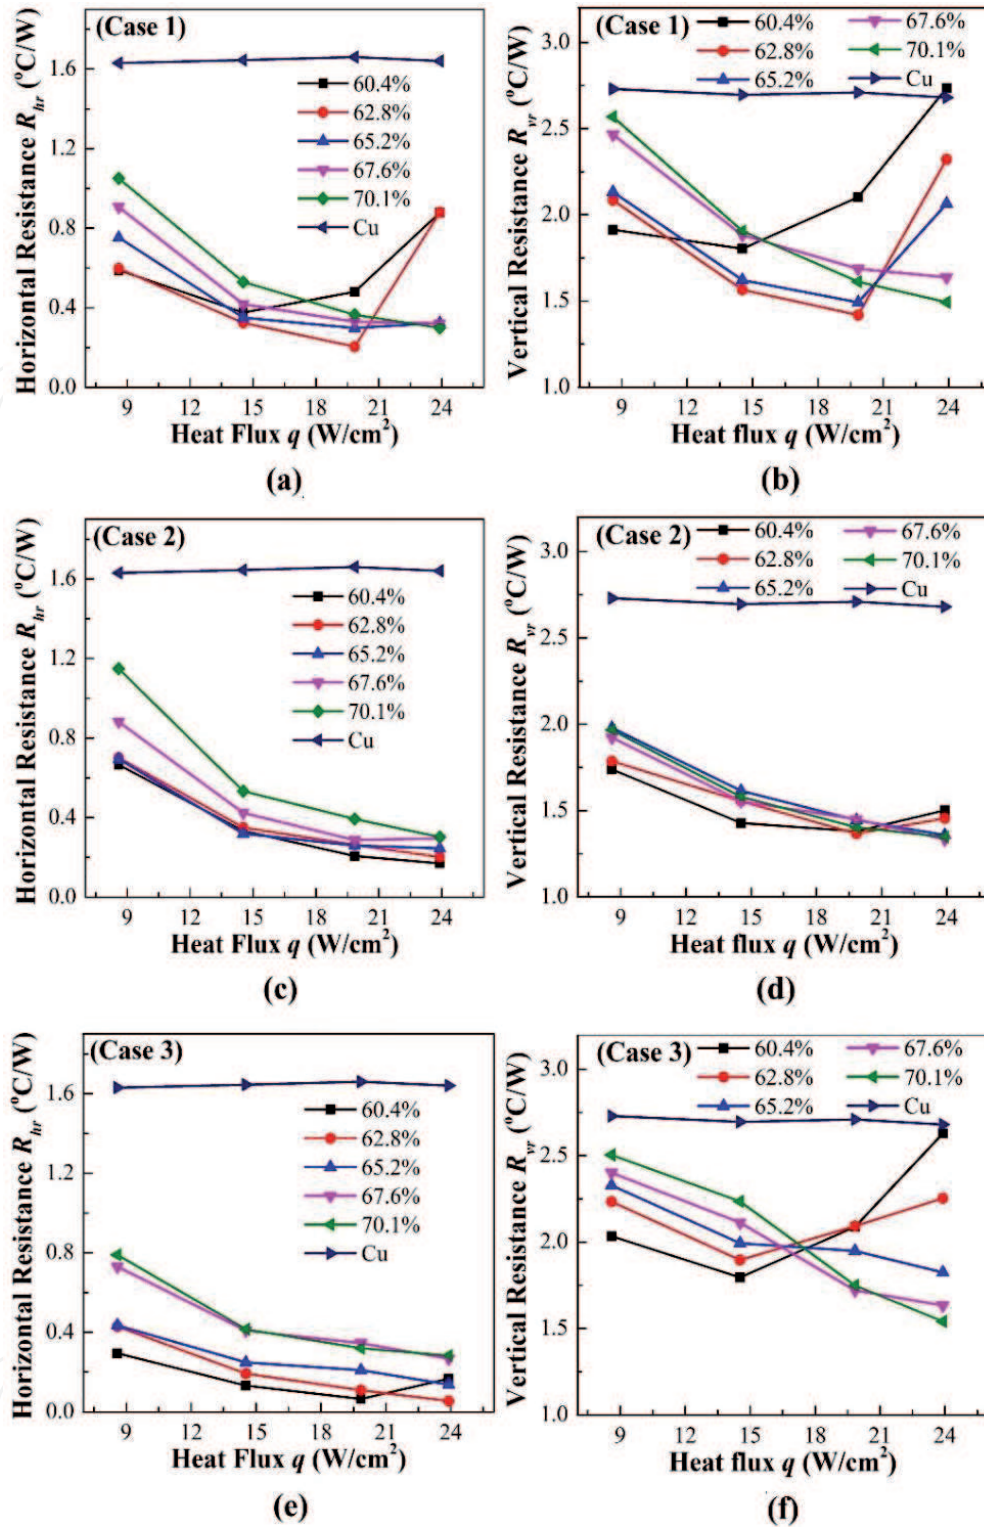 (Case 1)
Horizontal Resistance R_hr (°C/W)
1.6
1.2
0.8
0.4
0.0
60.4%
62.8%
65.2%
67.6%
70.1%
Cu
9 12 15 18 21 24
Heat Flux q (W/cm²)
(a)
(Case 1)
Vertical Resistance R_vr (°C/W)
3.0
2.5
2.0
1.5
1.0
60.4% 67.6%
62.8% 70.1%
65.2% Cu
9 12 15 18 21 24
Heat flux q (W/cm²)
(b)
(Case 2)
Horizontal Resistance R_hr (°C/W)
1.6
1.2
0.8
0.4
0.0
60.4%
62.8%
65.2%
67.6%
70.1%
Cu
9 12 15 18 21 24
Heat Flux q (W/cm²)
(c)
(Case 2)
Vertical Resistance R_vr (°C/W)
3.0
2.5
2.0
1.5
1.0
60.4% 67.6%
62.8% 70.1%
65.2% Cu
9 12 15 18 21 24
Heat flux q (W/cm²)
(d)
(Case 3)
Horizontal Resistance R_hr (°C/W)
1.6
1.2
0.8
0.4
0.0
60.4%
62.8%
65.2%
67.6%
70.1%
Cu
9 12 15 18 21 24
Heat Flux q (W/cm²)
(e)
(Case 3)
Vertical Resistance R_vr (°C/W)
3.0
2.5
2.0
1.5
1.0
60.4% 67.6%
62.8% 70.1%
65.2% Cu
9 12 15 18 21 24
Heat flux q (W/cm²)
(f)